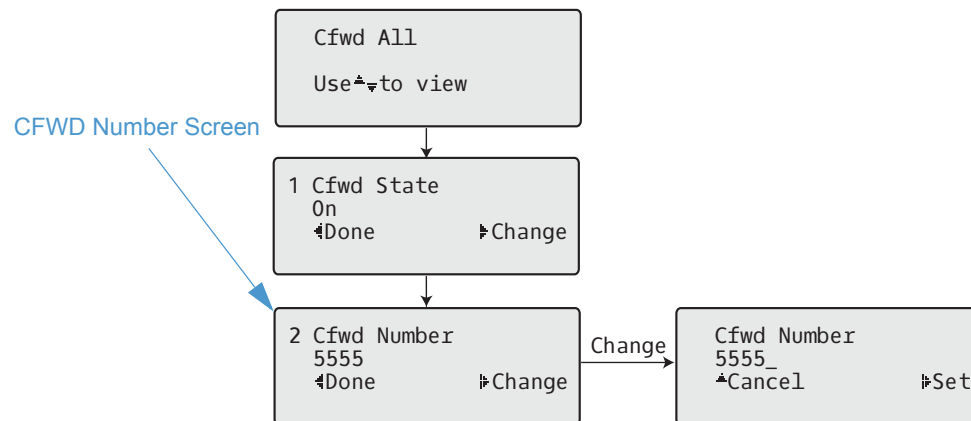 Cfwd All
Use▲▼to view
CFWD Number Screen
1 Cfwd State
On
◀Done ▶Change
2 Cfwd Number
5555
◀Done ▶Change
Change
Cfwd Number
5555_
▲Cancel ▶Set